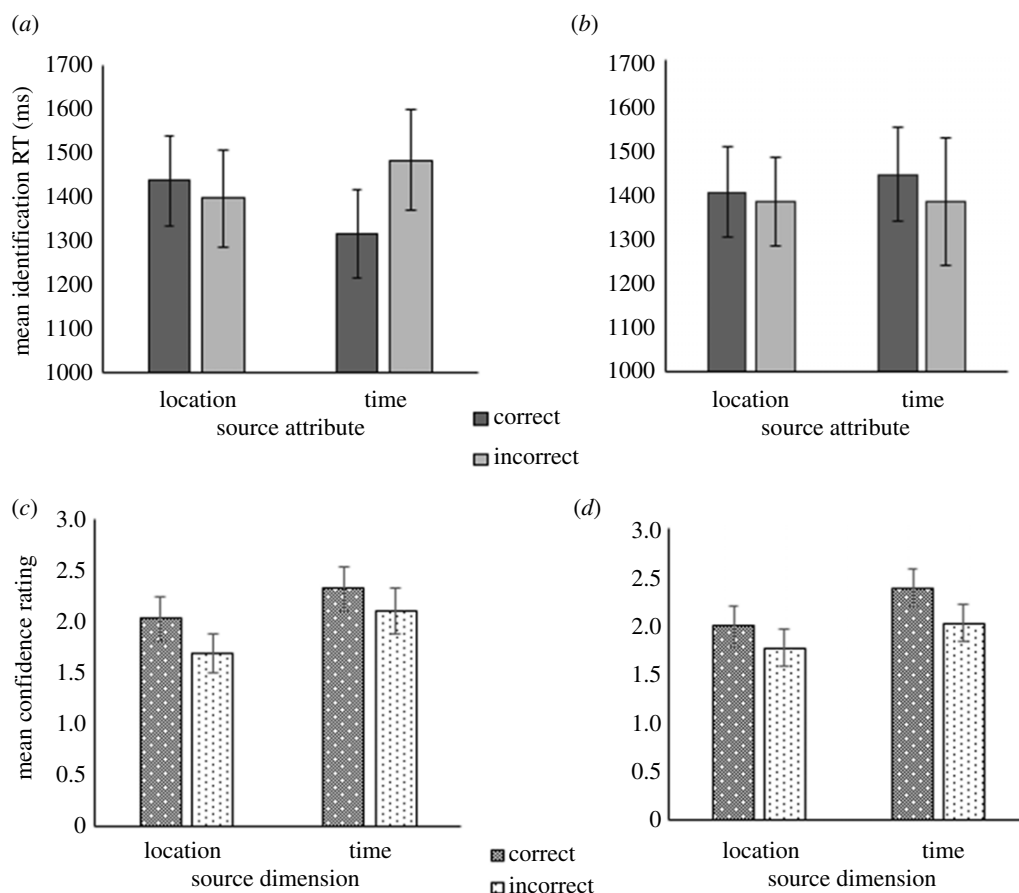 (a)
1700
1600
1500
1400
1300
1200
1100
1000
mean identification RT (ms)
location
time
source attribute
(b)
1700
1600
1500
1400
1300
1200
1100
1000
location
time
source attribute
correct
incorrect
(c)
3.0
2.5
2.0
1.5
1.0
0.5
0
mean confidence rating
location
time
source dimension
(d)
3.0
2.5
2.0
1.5
1.0
0.5
0
location
time
source dimension
correct
incorrect